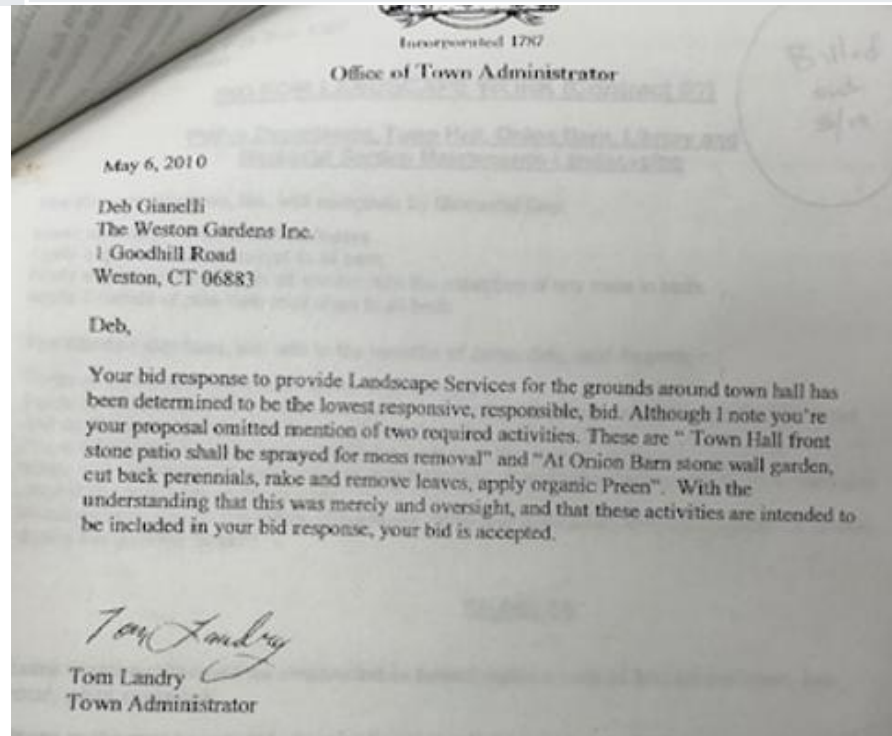 Incorporated 1787
Office of Town Administrator
Billed
May 6, 2010
Deb Gianelli
The Weston Gardens Inc.
1 Goodhill Road
Weston, CT 06883
Deb,
Your bid response to provide Landscape Services for the grounds around town hall has
been determined to be the lowest responsive, responsible, bid. Although I note you're
your proposal omitted mention of two required activities. These are " Town Hall front
stone patio shall be sprayed for moss removal" and "At Onion Barn stone wall garden,
cut back perennials, rake and remove leaves, apply organic Preen". With the
understanding that this was merely and oversight, and that these activities are intended to
be included in your bid response, your bid is accepted.
Tom Landry
Tom Landry
Town Administrator